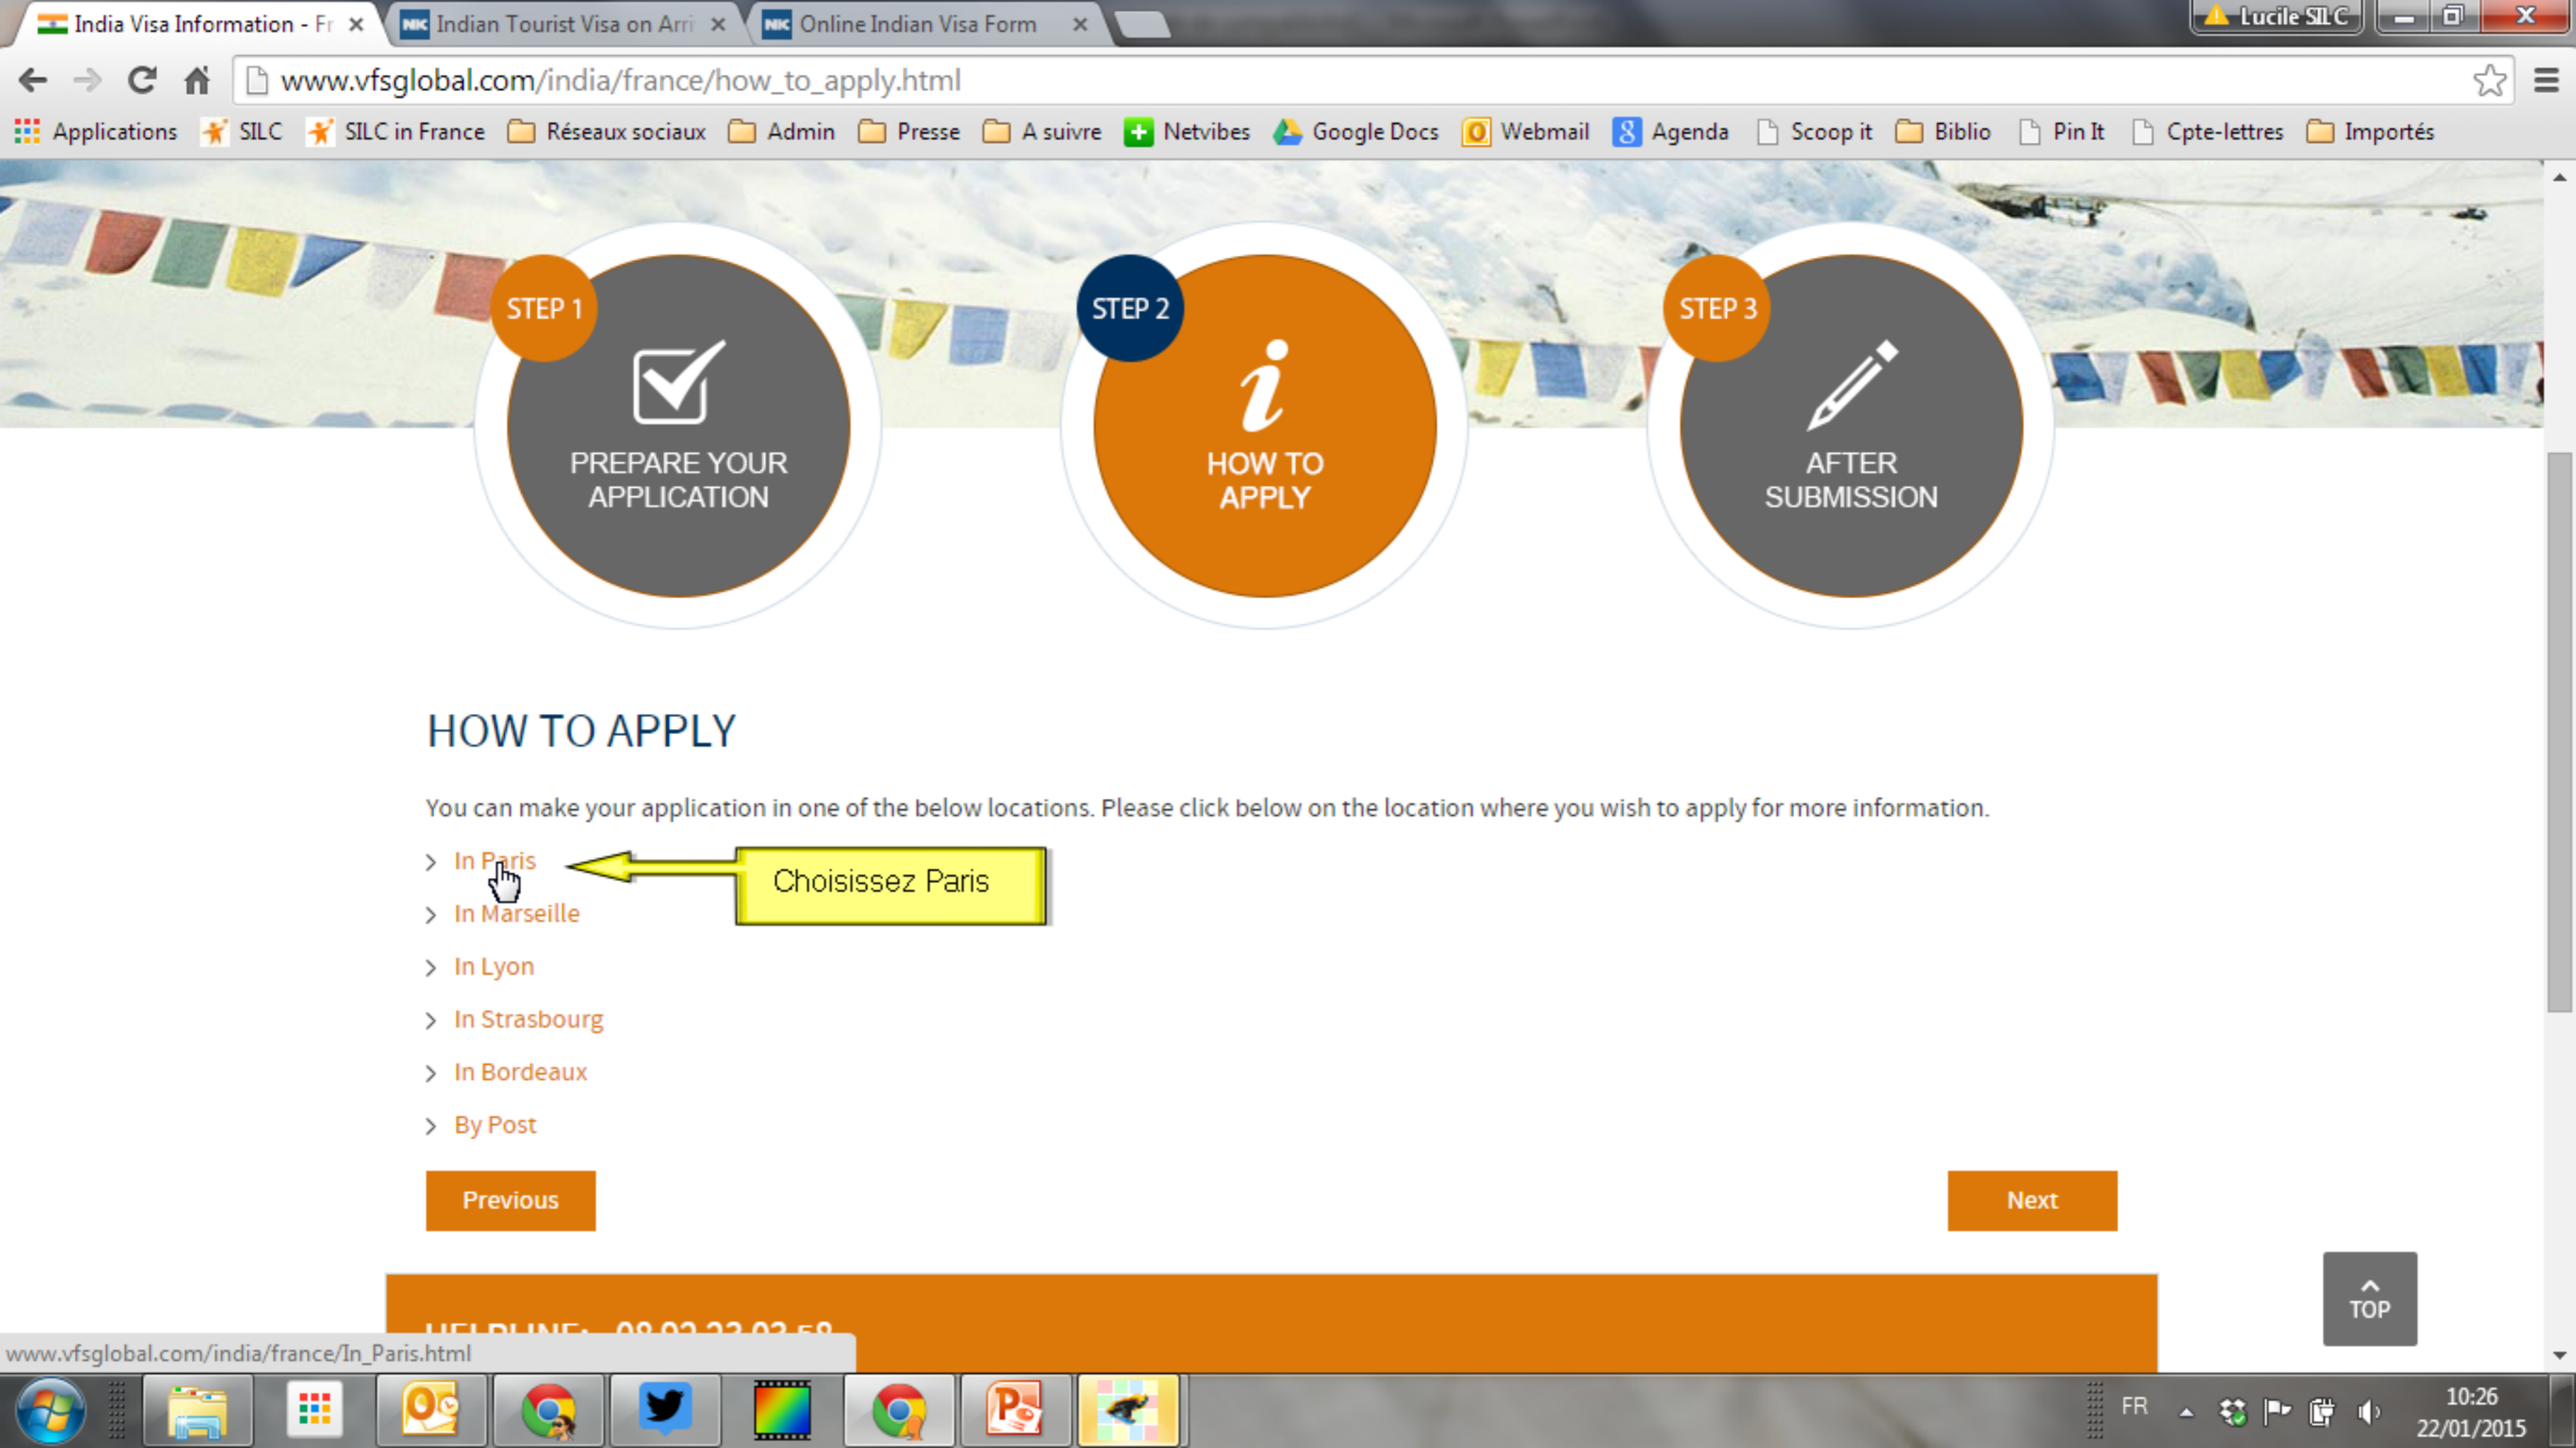 India Visa Information - Fr
Indian Tourist Visa on Arri
Online Indian Visa Form
Lucile SILC
www.vfsglobal.com/india/france/how_to_apply.html
Applications SILC SILC in France Réseaux sociaux Admin Presse A suivre Netvibes Google Docs Webmail Agenda Scoop it Biblio Pin It Cpte-lettres Importés
STEP 1
PREPARE YOUR
APPLICATION
STEP 2
HOW TO
APPLY
STEP 3
AFTER
SUBMISSION
HOW TO APPLY
You can make your application in one of the below locations. Please click below on the location where you wish to apply for more information.
In Paris
Choisissez Paris
In Marseille
In Lyon
In Strasbourg
In Bordeaux
By Post
Previous
Next
TOP
HELPLINE: 08 92 23 03 58
www.vfsglobal.com/india/france/In_Paris.html
FR
10:26
22/01/2015